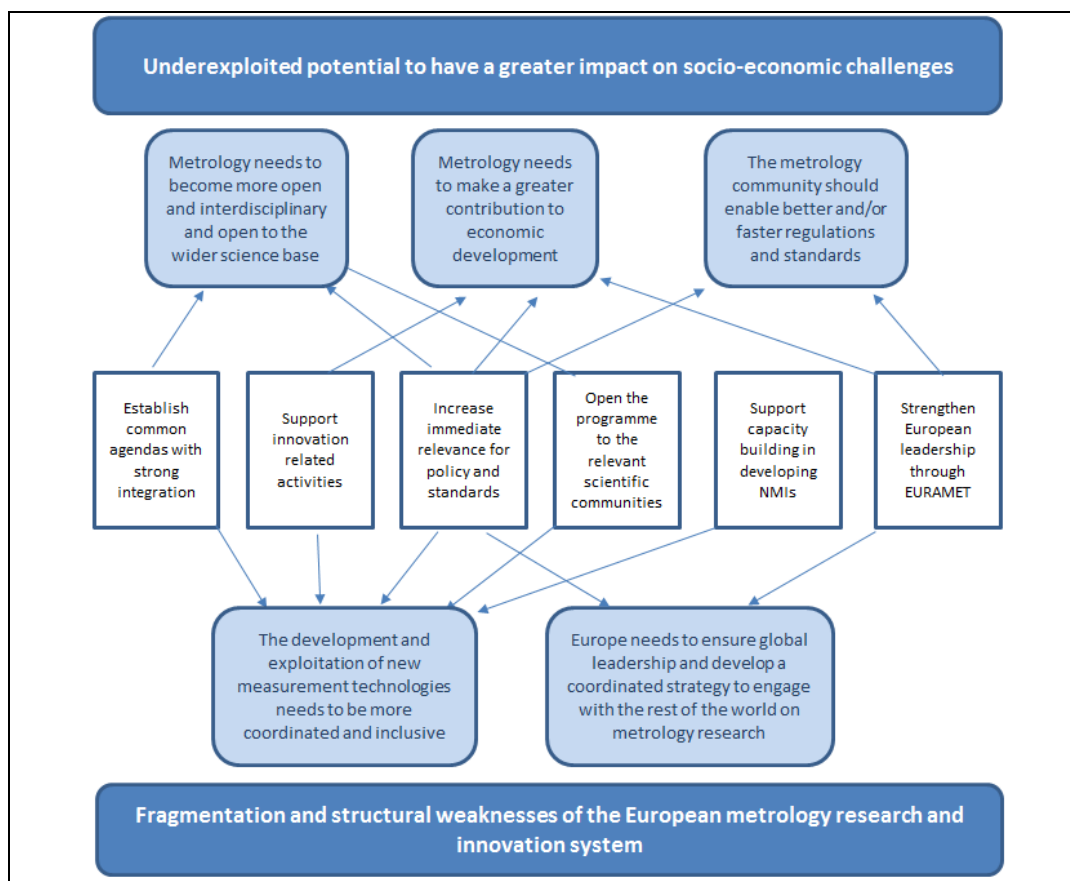 Underexploited potential to have a greater impact on socio-economic challenges
Metrology needs to
become more open
and interdisciplinary
and open to the
wider science base
Metrology needs
to make a greater
contribution to
economic
development
The metrology
community should
enable better and/or
faster regulations
and standards
Establish
common
agendas with
strong
integration
Support
innovation
related
activities
Increase
immediate
relevance for
policy and
standards
Open the
programme to
the relevant
scientific
communities
Support
capacity
building in
developing
NMIs
Strengthen
European
leadership
through
EURAMET
The development and
exploitation of new
measurement technologies
needs to be more
coordinated and inclusive
Europe needs to ensure global
leadership and develop a
coordinated strategy to engage
with the rest of the world on
metrology research
Fragmentation and structural weaknesses of the European metrology research and
innovation system